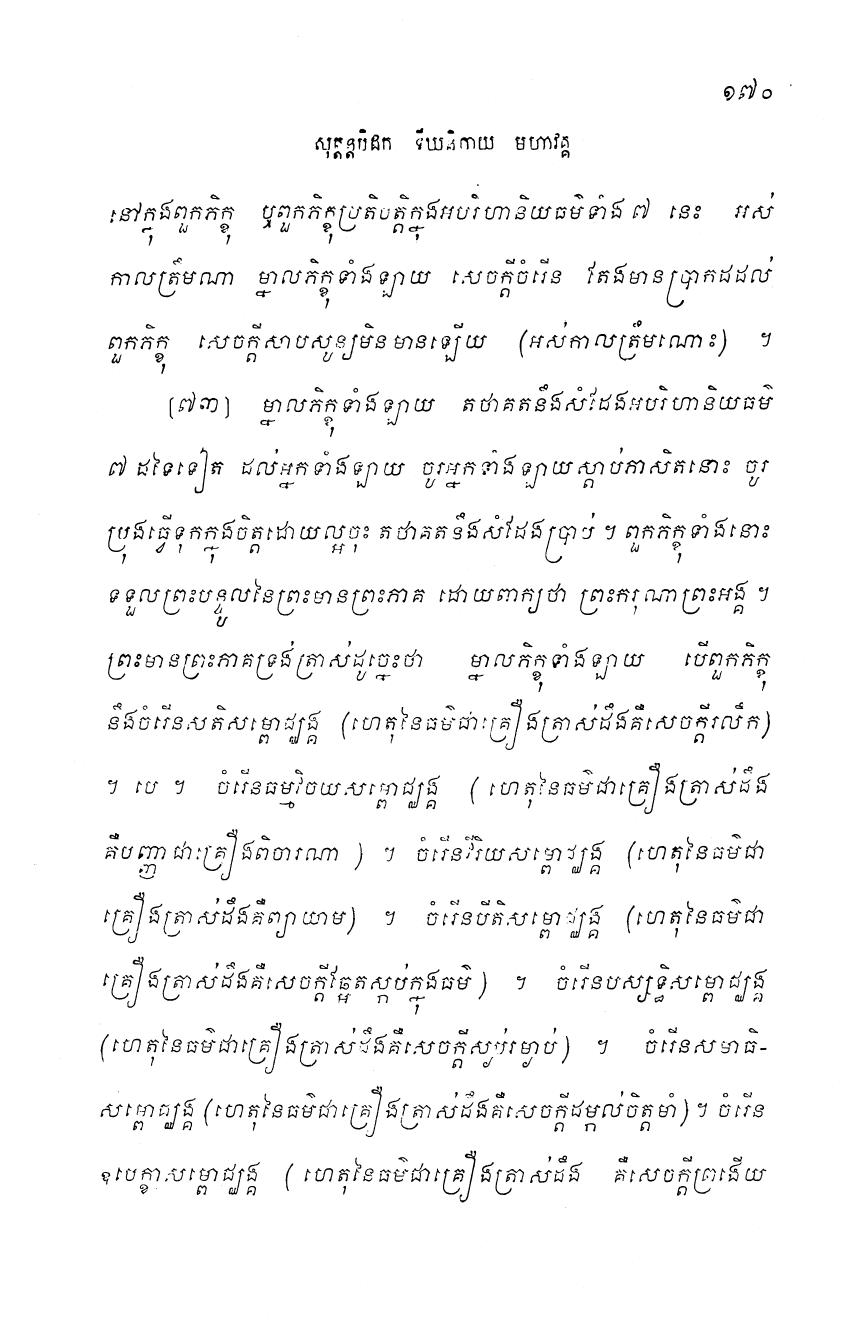 ១៧០
សុត្តន្តបិដក ទីឃនិកាយ មហាវគ្គ
នៅក្នុងពួកភិក្ខុ ឬពួកភិក្ខុប្រតិបត្តិក្នុងអបរិហានិយធម៌ទាំង ៧ នេះ អស់
កាលត្រឹមណា ម្នាលភិក្ខុទាំងឡាយ សេចក្តីចំរើន តែងមានប្រាកដដល់
ពួកភិក្ខុ សេចក្តីសាបសូន្យមិនមានឡើយ (អស់កាលត្រឹមណោះ) ។
[៧៣] ម្នាលភិក្ខុទាំងឡាយ តថាគតនឹងសំដែងអបរិហានិយធម៌
៧ ដទៃទៀត ដល់អ្នកទាំងឡាយ ចូរអ្នកទាំងឡាយស្តាប់ភាសិតនោះ ចូរ
ប្រុងធ្វើទុកក្នុងចិត្តដោយល្អចុះ តថាគតនឹងសំដែងប្រាប់ ។ ពួកភិក្ខុទាំងនោះ
ទទួលព្រះបន្ទូលនៃព្រះមានព្រះភាគ ដោយពាក្យថា ព្រះករុណាព្រះអង្គ ។
ព្រះមានព្រះភាគទ្រង់ត្រាស់ដូច្នេះថា ម្នាលភិក្ខុទាំងឡាយ បើពួកភិក្ខុ
នឹងចំរើនសតិសម្ពោជ្ឈង្គ (ហេតុនៃធម៌ជាគ្រឿងត្រាស់ដឹងគឺសេចក្តីរលឹក)
។ បេ ។ ចំរើនធម្មវិចយសម្ពោជ្ឈង្គ (ហេតុនៃធម៌ជាគ្រឿងត្រាស់ដឹង
គឺបញ្ញាជាគ្រឿងពិចារណា) ។ ចំរើនវីរិយសម្ពោជ្ឈង្គ (ហេតុនៃធម៌ជា
គ្រឿងត្រាស់ដឹងគឺព្យាយាម) ។ ចំរើនបីតិសម្ពោជ្ឈង្គ (ហេតុនៃធម៌ជា
គ្រឿងត្រាស់ដឹងគឺសេចក្តីឆ្អែតស្កប់ក្នុងធម៌) ។ ចំរើនបស្សទ្ធិសម្ពោជ្ឈង្គ
(ហេតុនៃធម៌ជាគ្រឿងត្រាស់ដឹងគឺសេចក្តីស្ងប់រម្ងាប់) ។ ចំរើនសមាធិ-
សម្ពោជ្ឈង្គ (ហេតុនៃធម៌ជាគ្រឿងត្រាស់ដឹងគឺសេចក្តីដម្កល់ចិត្តមាំ) ។ ចំរើន
ឧបេក្ខាសម្ពោជ្ឈង្គ (ហេតុនៃធម៌ជាគ្រឿងត្រាស់ដឹង គឺសេចក្តីព្រងើយ